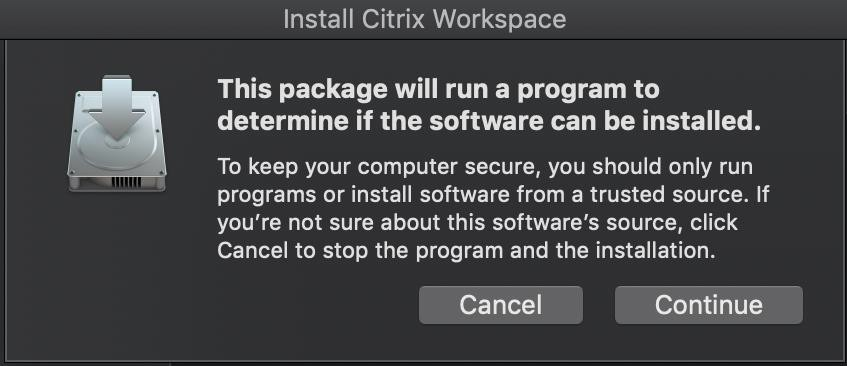 Install Citrix Workspace
This package will run a program to
determine if the software can be installed.
To keep your computer secure, you should only run
programs or install software from a trusted source. If
you’re not sure about this software’s source, click
Cancel to stop the program and the installation.
Cancel
Continue